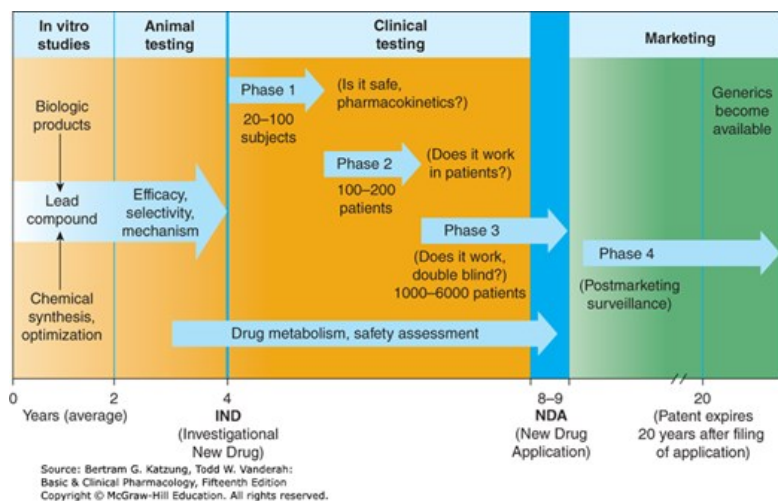 In vitro
studies
Animal
testing
Clinical
testing
Marketing
Biologic
products
Lead
compound
Chemical
synthesis,
optimization
Efficacy,
selectivity,
mechanism
Phase 1
20–100
subjects
(Is it safe,
pharmacokinetics?)
Phase 2
100–200
patients
(Does it work
in patients?)
Phase 3
(Does it work,
double blind?)
1000–6000 patients
Drug metabolism, safety assessment
Phase 4
(Postmarketing
surveillance)
Generics
become
available
0
2
4
8–9
20
Years (average)
IND
(Investigational
New Drug)
NDA
(New Drug
Application)
(Patent expires
20 years after filing
of application)
Source: Bertram G. Katzung, Todd W. Vanderah:
Basic & Clinical Pharmacology, Fifteenth Edition
Copyright © McGraw-Hill Education. All rights reserved.